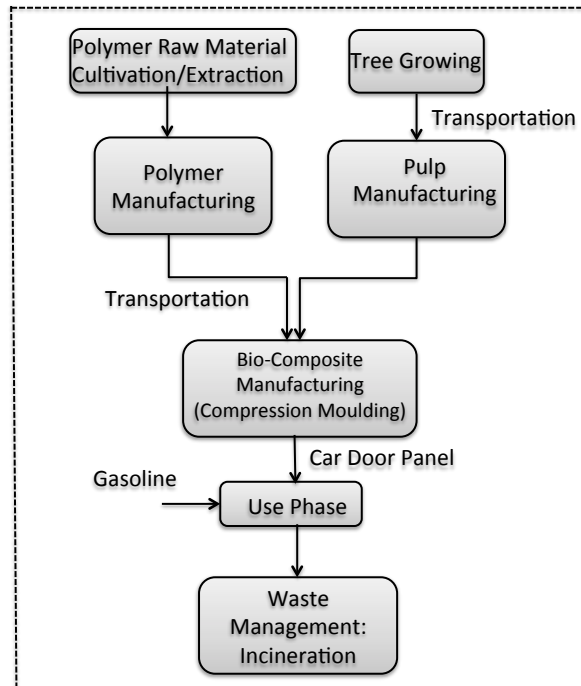 Polymer Raw Material
Cultivation/Extraction
Tree Growing
Transportation
Polymer
Manufacturing
Pulp
Manufacturing
Transportation
Bio-Composite
Manufacturing
(Compression Moulding)
Car Door Panel
Gasoline
Use Phase
Waste
Management:
Incineration